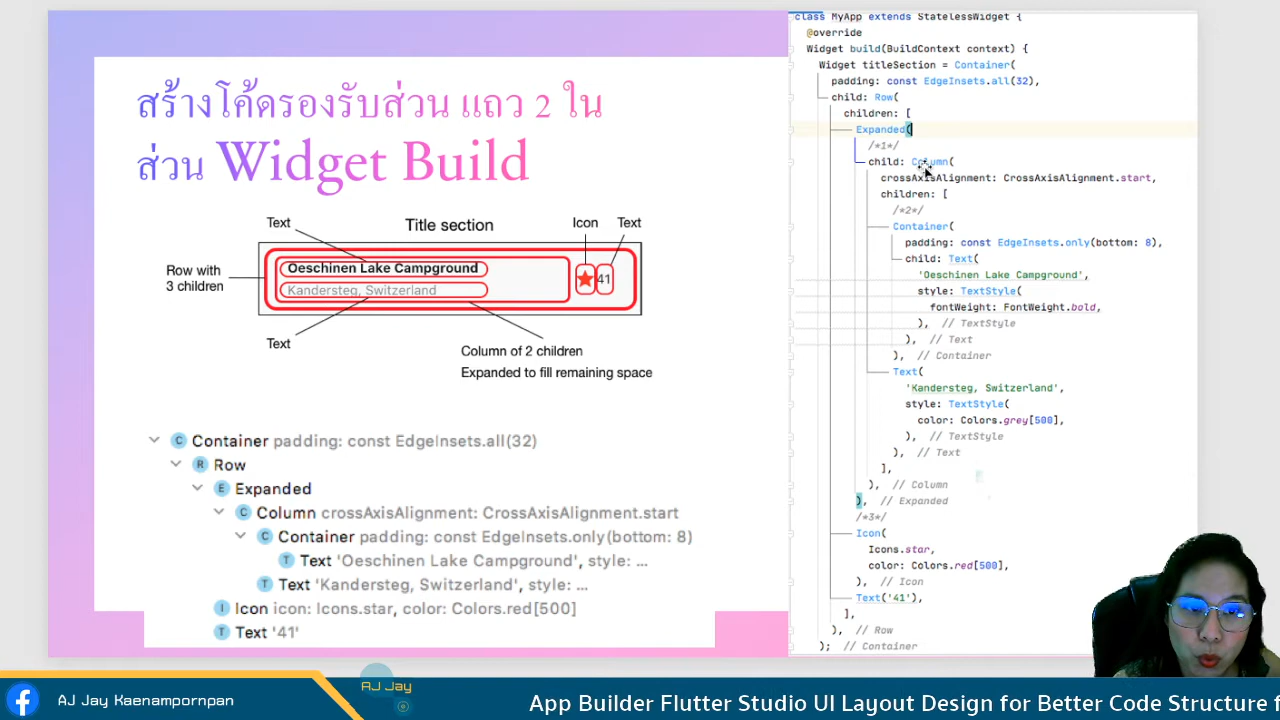 สร้างโค้ดรองรับส่วน แถว 2 ใน
ส่วน Widget Build
Text
Title section
Icon
Text
Row with
3 children
Oeschinen Lake Campground
41
Kandersteg, Switzerland
Text
Column of 2 children
Expanded to fill remaining space
C Container padding: const EdgeInsets.all(32)
R Row
E Expanded
C Column crossAxisAlignment: CrossAxisAlignment.start
C Container padding: const EdgeInsets.only(bottom: 8)
T Text 'Oeschinen Lake Campground', style: ...
T Text 'Kandersteg, Switzerland', style: ...
I Icon icon: Icons.star, color: Colors.red[500]
T Text '41'
class MyApp extends StatelessWidget {
@override
Widget build(BuildContext context) {
Widget titleSection = Container(
padding: const EdgeInsets.all(32),
child: Row(
children: [
Expanded(
/*1*/
child: Column(
crossAxisAlignment: CrossAxisAlignment.start,
children: [
/*2*/
Container(
padding: const EdgeInsets.only(bottom: 8),
child: Text(
'Oeschinen Lake Campground',
style: TextStyle(
fontWeight: FontWeight.bold,
), // TextStyle
), // Text
), // Container
Text(
'Kandersteg, Switzerland',
style: TextStyle(
color: Colors.grey[500],
), // TextStyle
), // Text
],
), // Column
), // Expanded
/*3*/
Icon(
Icons.star,
color: Colors.red[500],
), // Icon
Text('41'),
],
), // Row
); // Container
AJ Jay Kaenampornpan
AJ Jay
App Builder Flutter Studio UI Layout Design for Better Code Structure